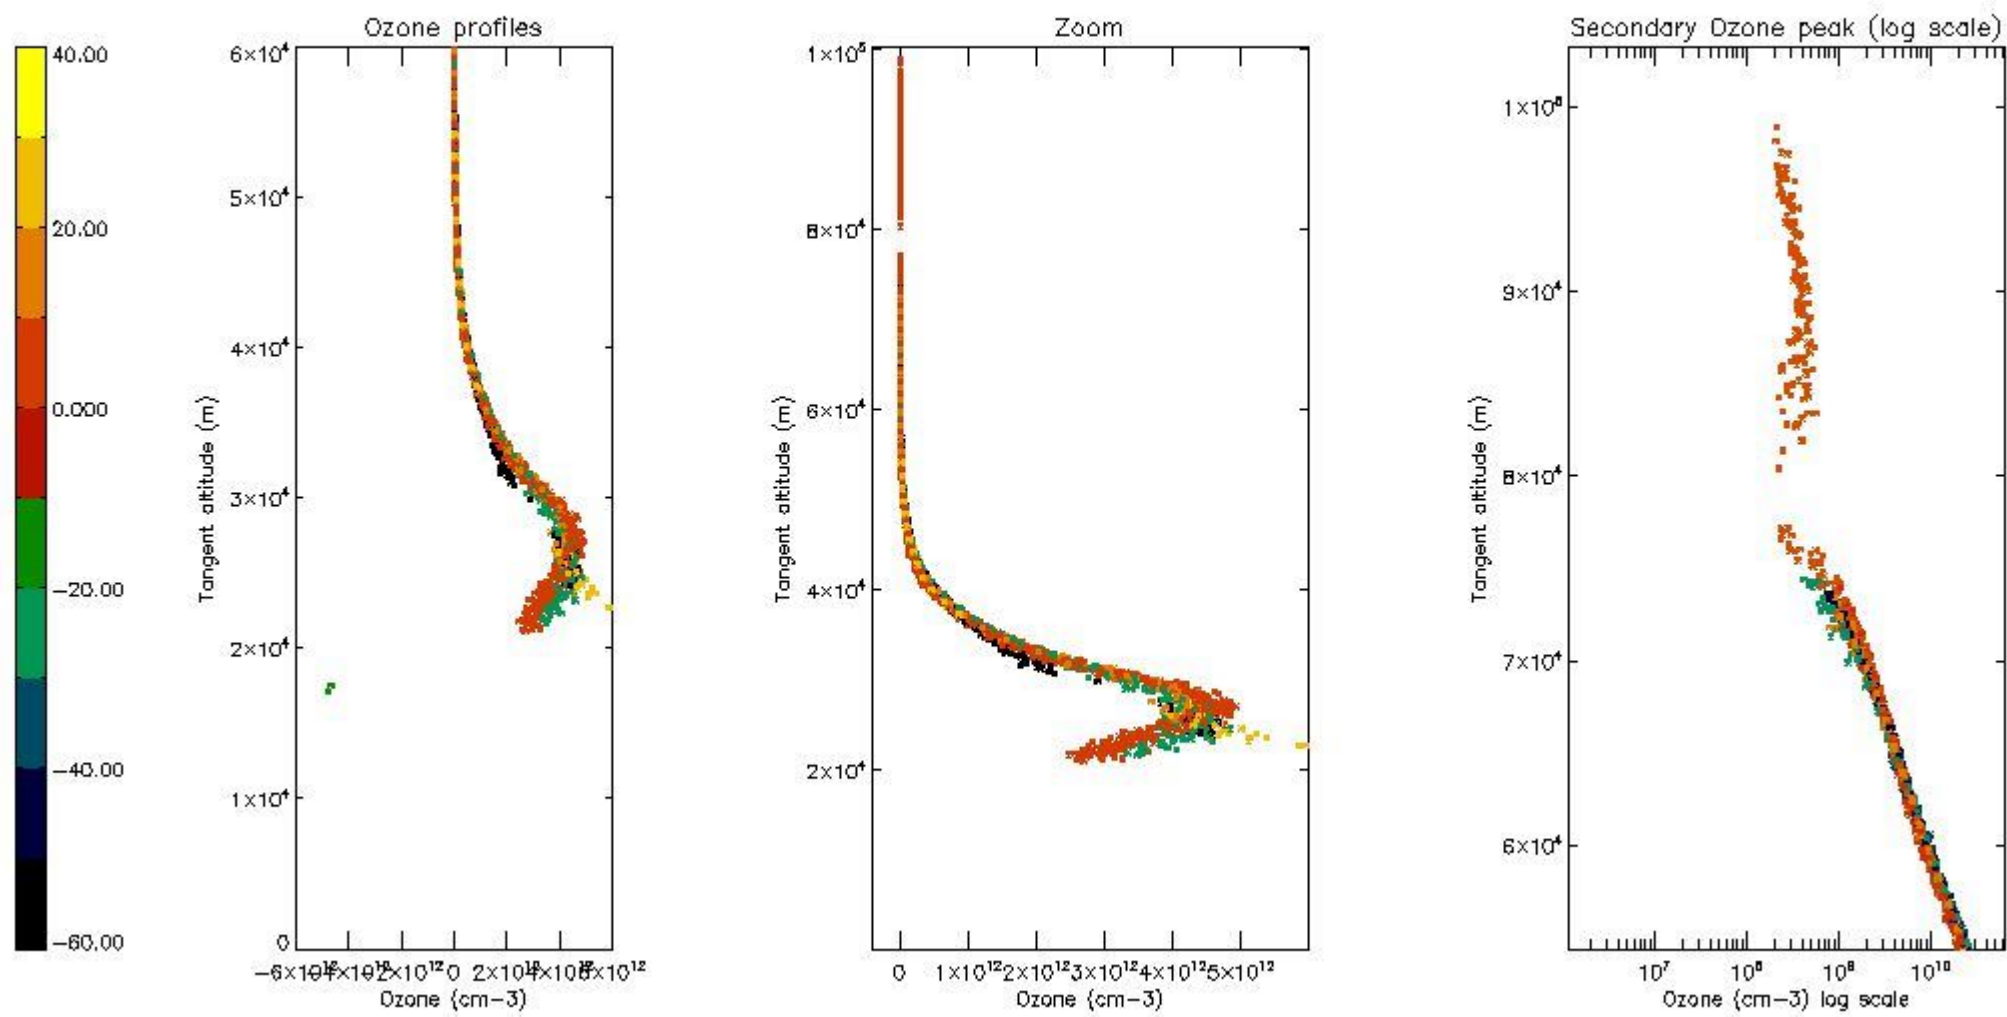 Ozone profiles
Zoom
Secondary Ozone peak (log scale)
40.00
20.00
0.000
−20.00
−40.00
−60.00
Tangent altitude (m)
6×10⁴
5×10⁴
4×10⁴
3×10⁴
2×10⁴
1×10⁴
0
0
Ozone (cm−3)
Tangent altitude (m)
1×10⁵
8×10⁴
6×10⁴
4×10⁴
2×10⁴
0 1×10¹² 2×10¹² 3×10¹² 4×10¹² 5×10¹²
Ozone (cm−3)
Tangent altitude (m)
9×10⁴
8×10⁴
7×10⁴
6×10⁴
10⁷ 10⁸ 10⁹ 10¹⁰
Ozone (cm−3) log scale